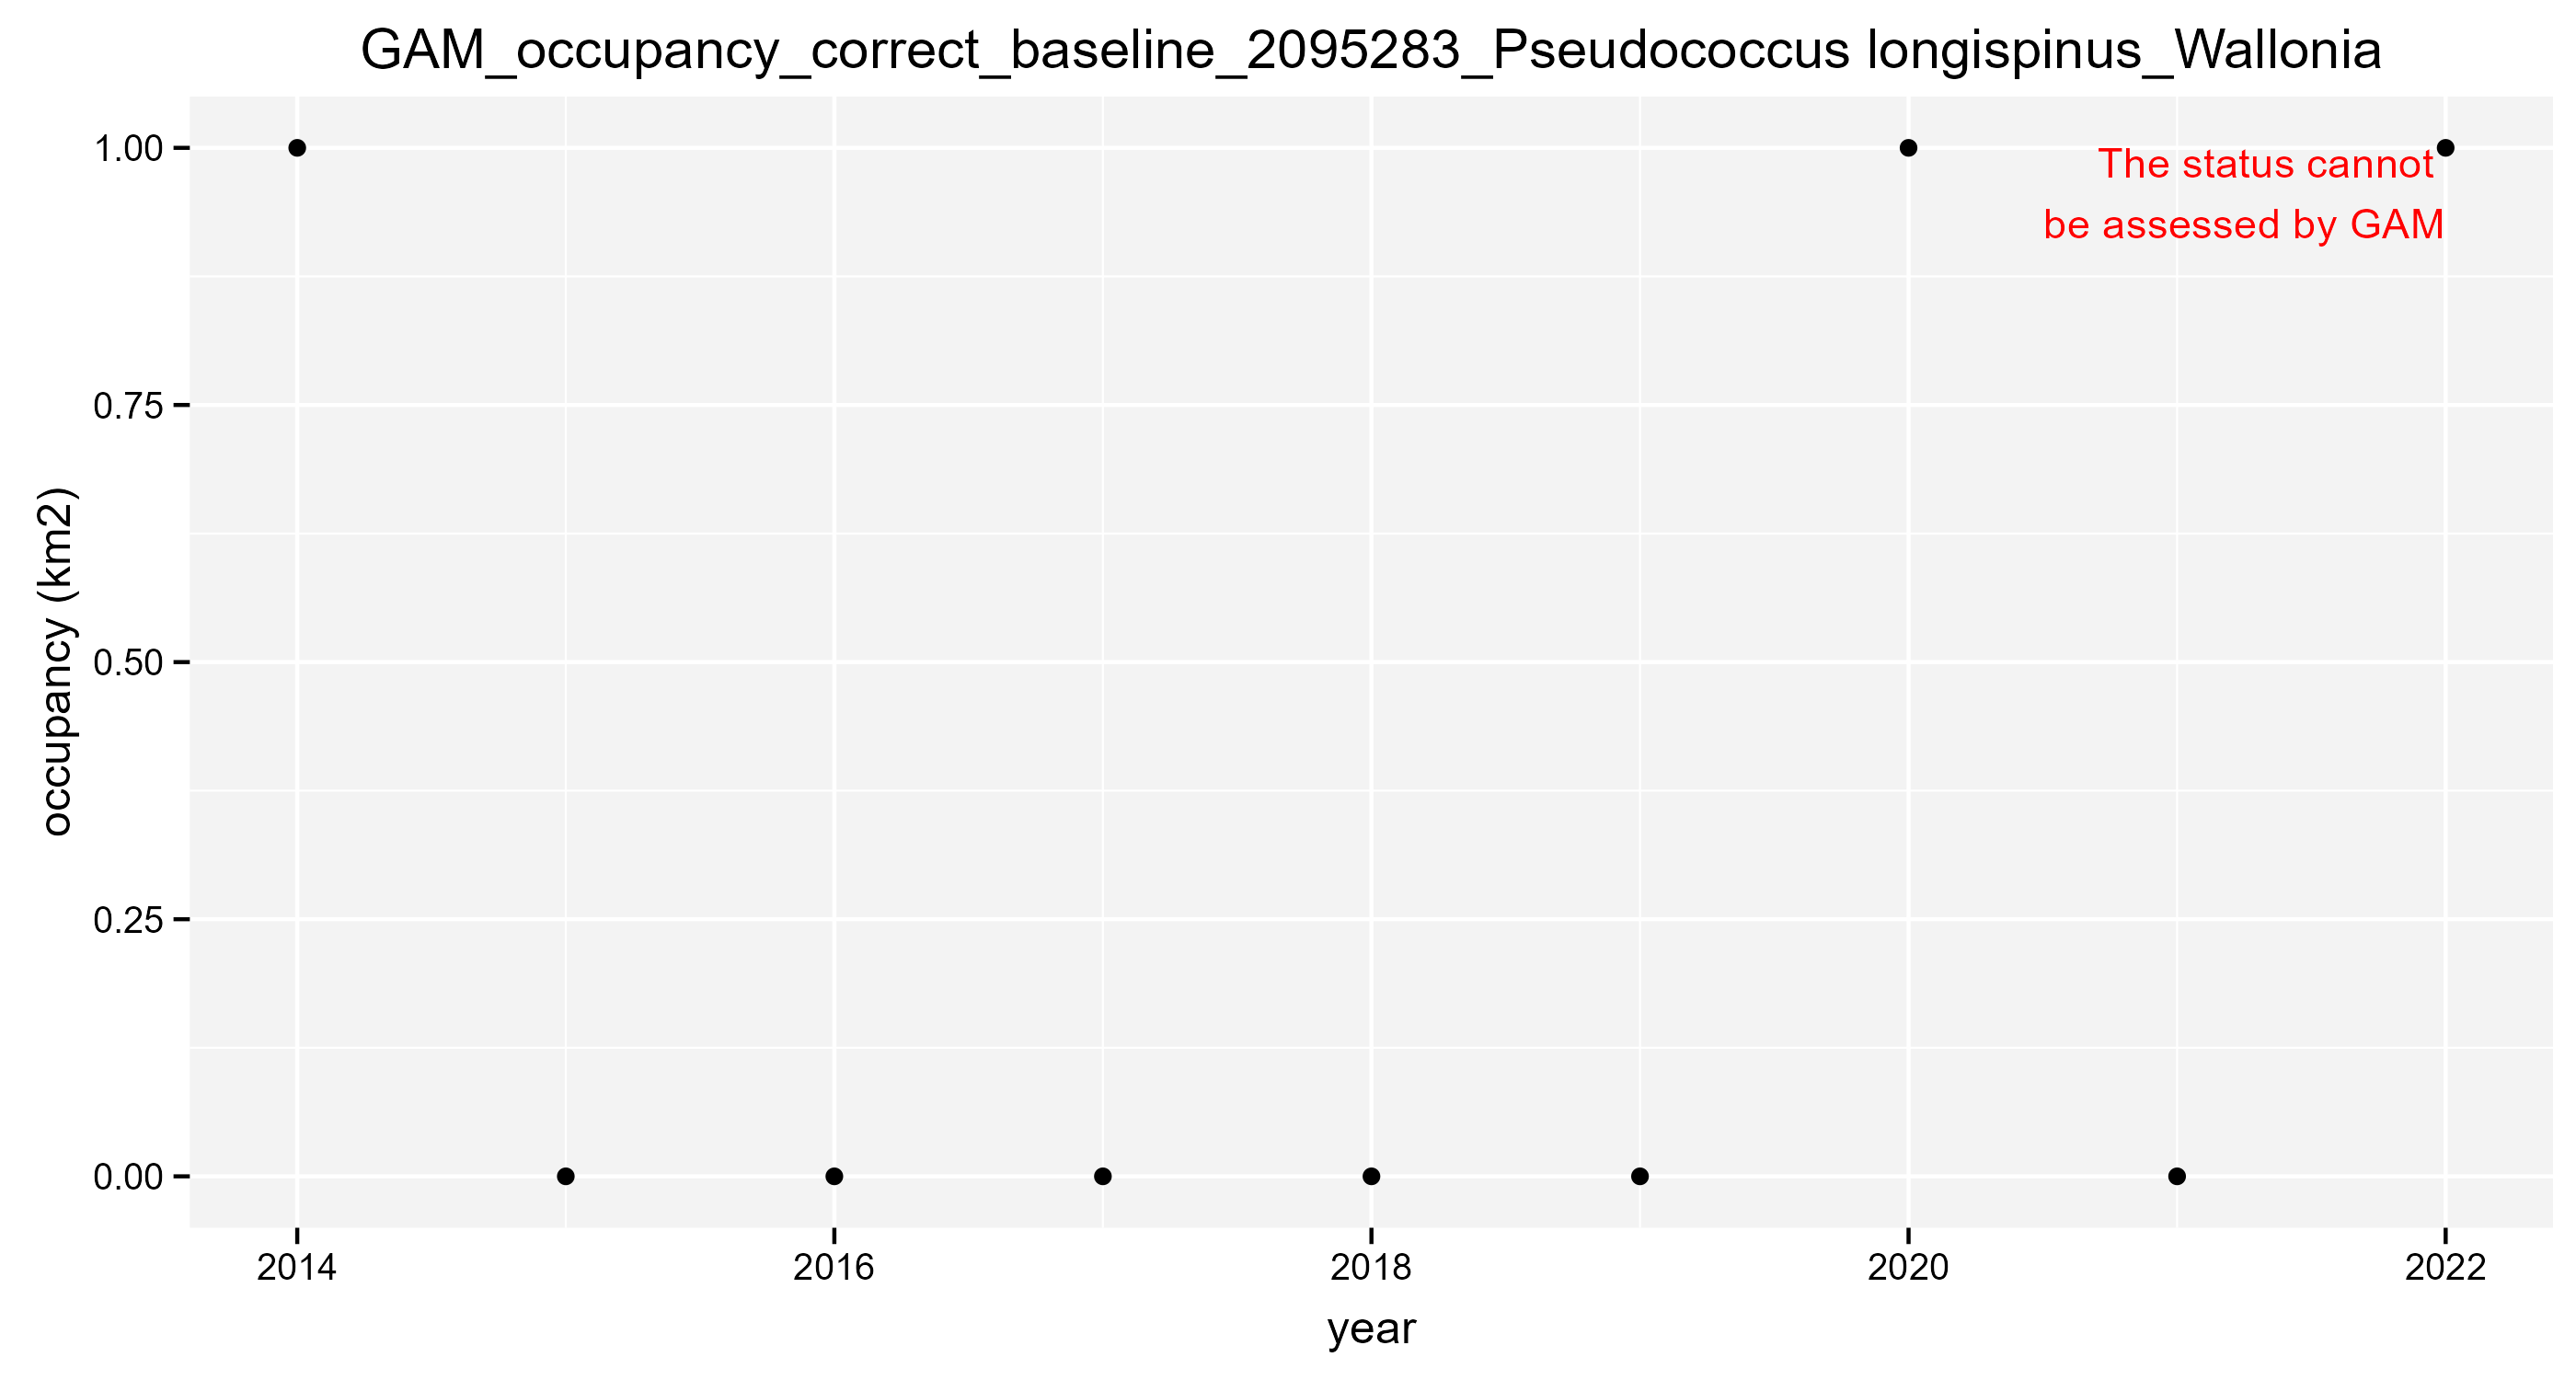 GAM_occupancy_correct_baseline_2095283_Pseudococcus longispinus_Wallonia
1.00
The status cannot
be assessed by GAM
0.75
occupancy (km2)
0.50
0.25
0.00
2014 2016 2018 2020 2022
year